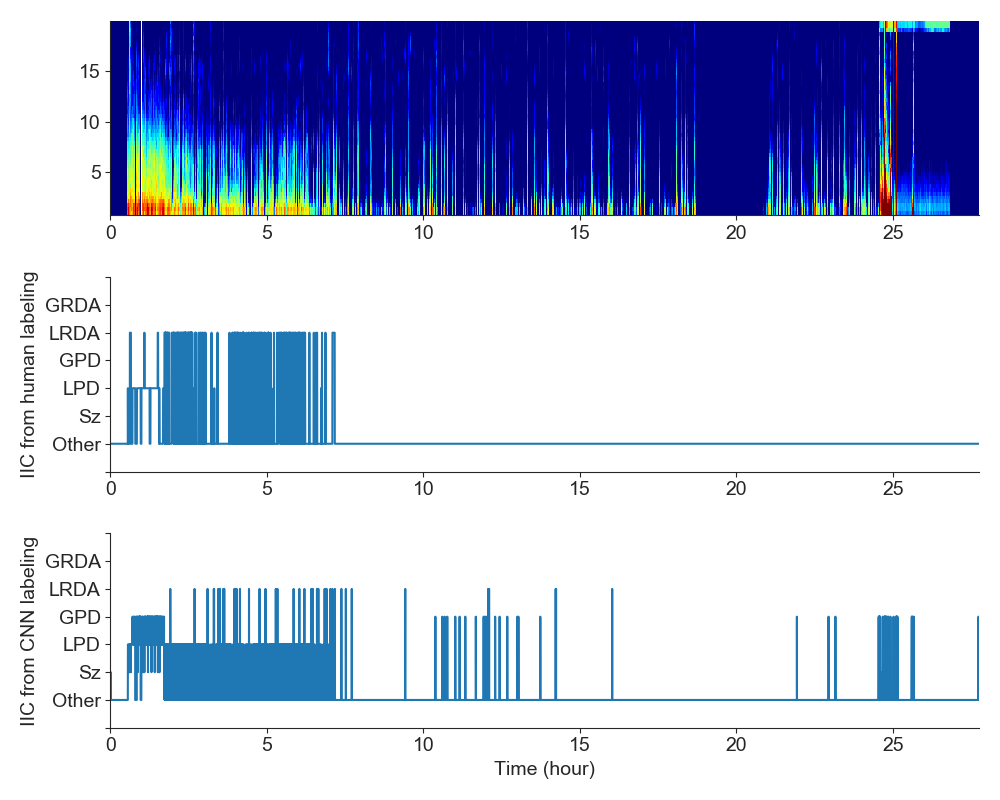 15
10
5
0 5 10 15 20 25
IIC from human labeling
GRDA
LRDA
GPD
LPD
Sz
Other
0 5 10 15 20 25
IIC from CNN labeling
GRDA
LRDA
GPD
LPD
Sz
Other
0 5 10 15 20 25
Time (hour)